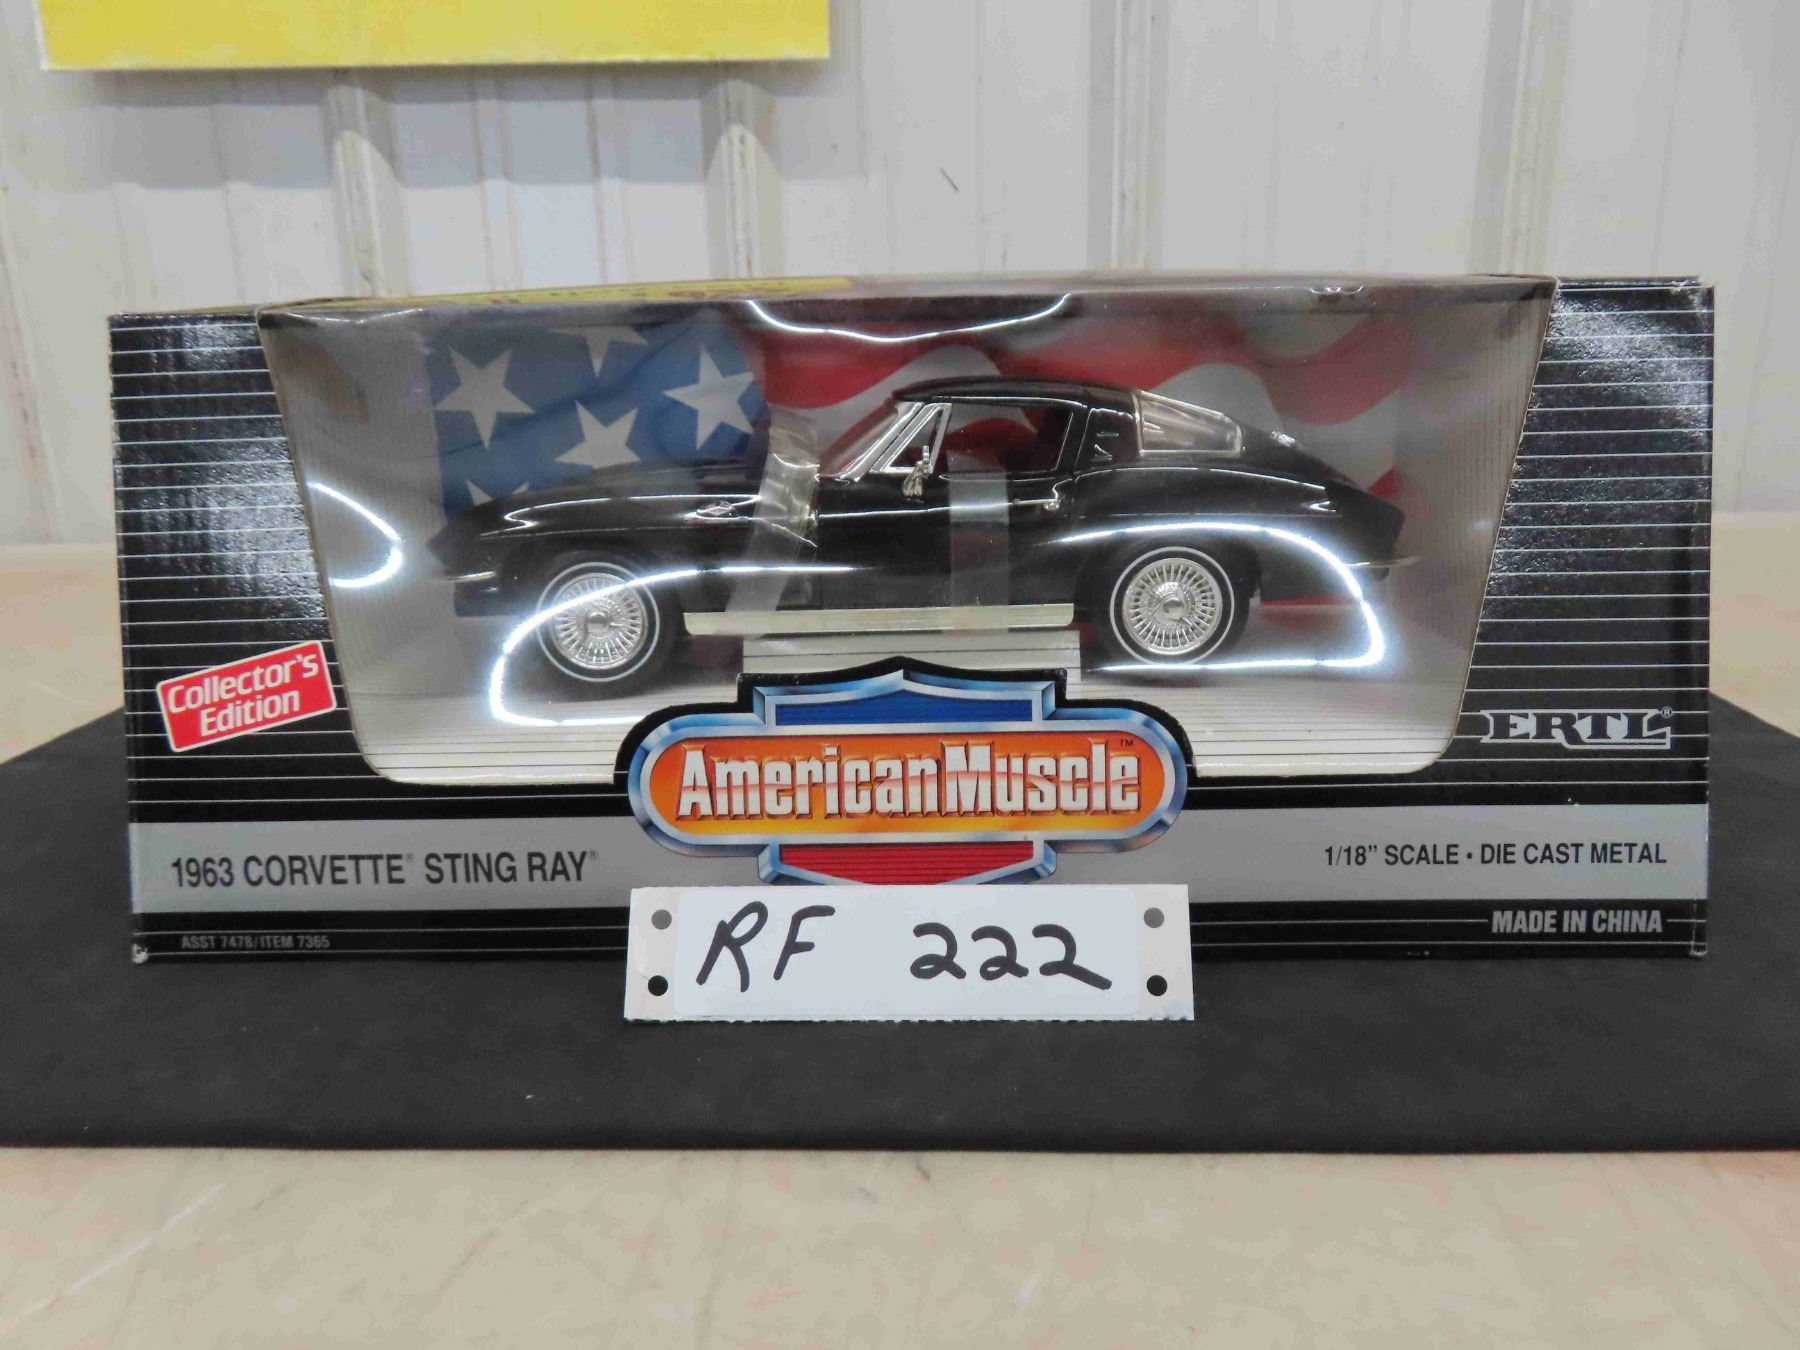 Collector's
Edition
ERTL®
AmericanMuscle™
1963 CORVETTE® STING RAY®
1/18" SCALE • DIE CAST METAL
MADE IN CHINA
ASST 7478/ITEM 7365
RF 222